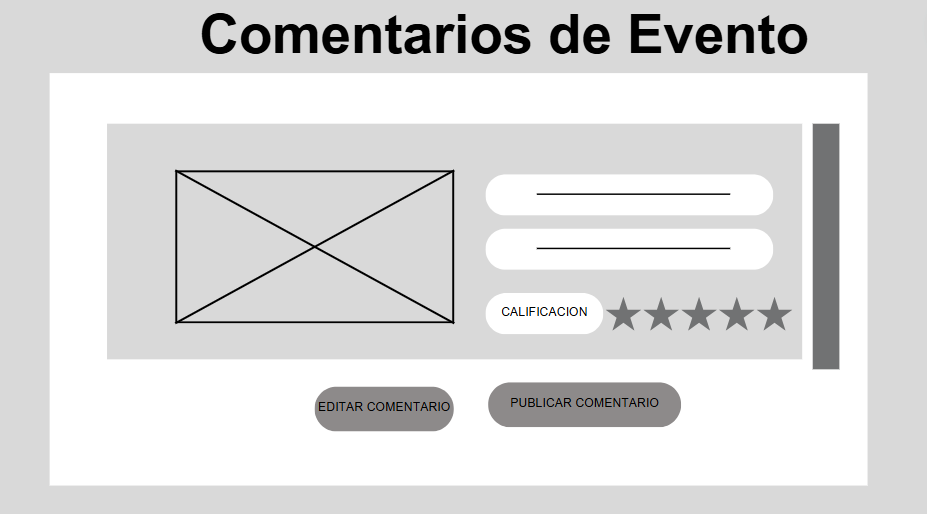 Comentarios de Evento
CALIFICACION
EDITAR COMENTARIO
PUBLICAR COMENTARIO